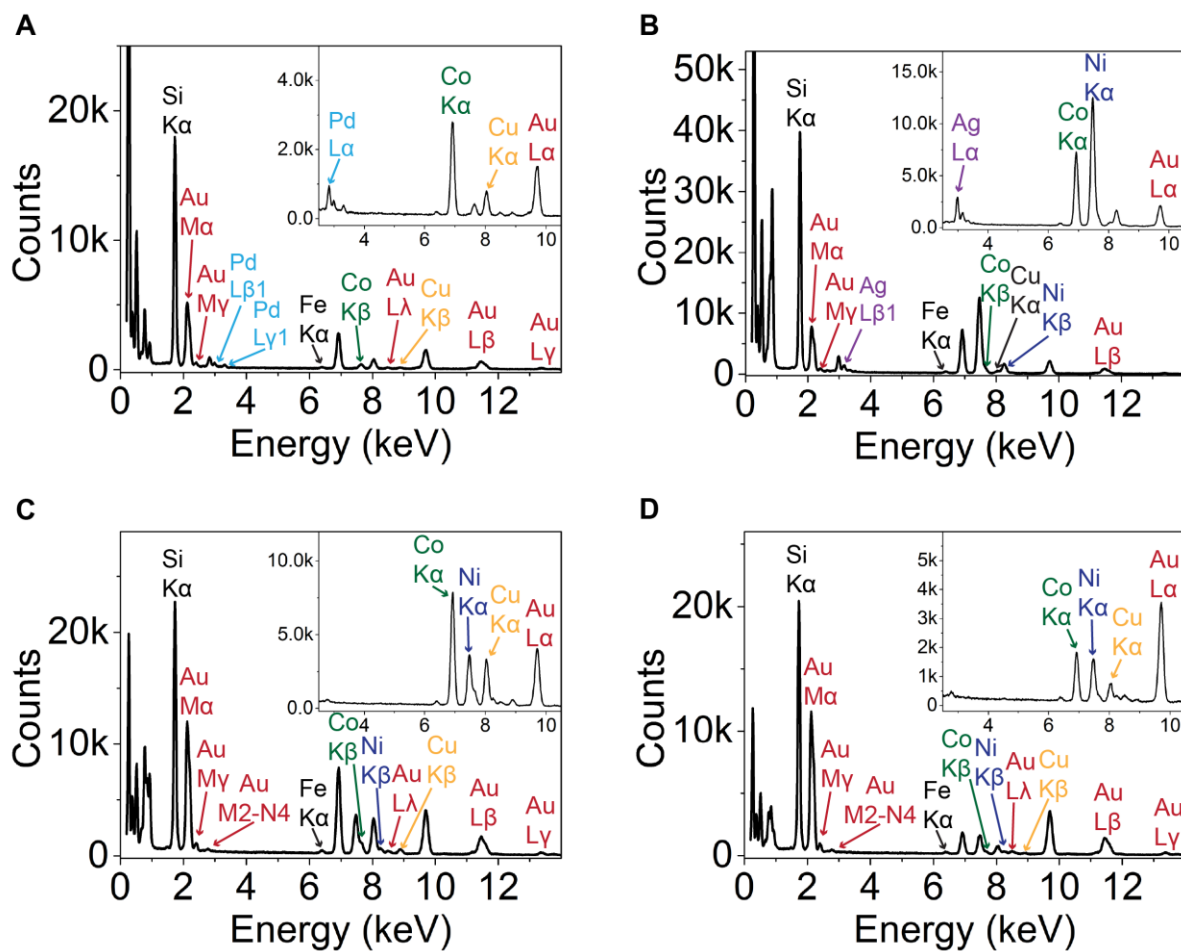 A
Counts
20k
10k
0
0 2 4 6 8 10 12
Energy (keV)
Si
Kα
Au
Mα
Au
Mγ
Pd
Lβ1
Pd
Lγ1
Fe
Kα
Co
Kβ
Au
Lλ
Cu
Kβ
Au
Lβ
Au
Lγ
4.0k
2.0k
0.0
4 6 8 10
Pd
Lα
Co
Kα
Cu
Kα
Au
Lα
B
Counts
50k
40k
30k
20k
10k
0
0 2 4 6 8 10 12
Energy (keV)
Si
Kα
Au
Mα
Au
Mγ
Ag
Lβ1
Fe
Kα
Co
Kβ
Cu
Kα
Ni
Kβ
Au
Lβ
15.0k
10.0k
5.0k
0.0
4 6 8 10
Ag
Lα
Co
Kα
Ni
Kα
Au
Lα
C
Counts
20k
10k
0
0 2 4 6 8 10 12
Energy (keV)
Si
Kα
Au
Mα
Au
Mγ
Au
M2-N4
Fe
Kα
Co
Kβ
Ni
Kβ
Au
Lλ
Cu
Kβ
Au
Lβ
Au
Lγ
10.0k
5.0k
0.0
4 6 8 10
Co
Kα
Ni
Kα
Cu
Kα
Au
Lα
D
Counts
20k
10k
0
0 2 4 6 8 10 12
Energy (keV)
Si
Kα
Au
Mα
Au
Mγ
Au
M2-N4
Fe
Kα
Co
Kβ
Ni
Kβ
Au
Lλ
Cu
Kβ
Au
Lβ
Au
Lγ
5k
4k
3k
2k
1k
0
4 6 8 10
Co
Kα
Ni
Kα
Cu
Kα
Au
Lα